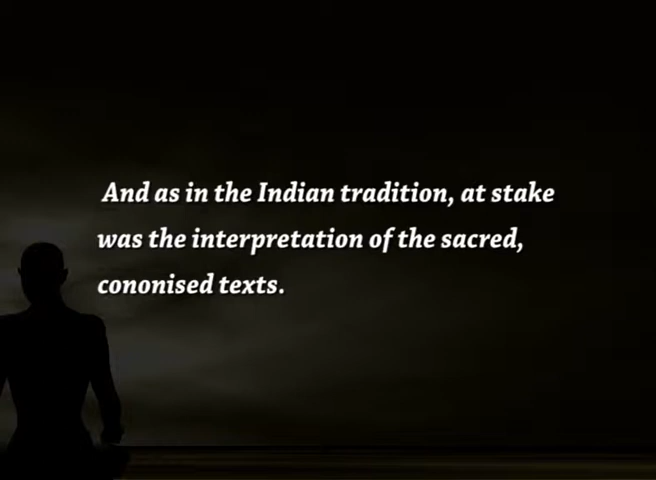 And as in the Indian tradition, at stake
was the interpretation of the sacred,
cononised texts.